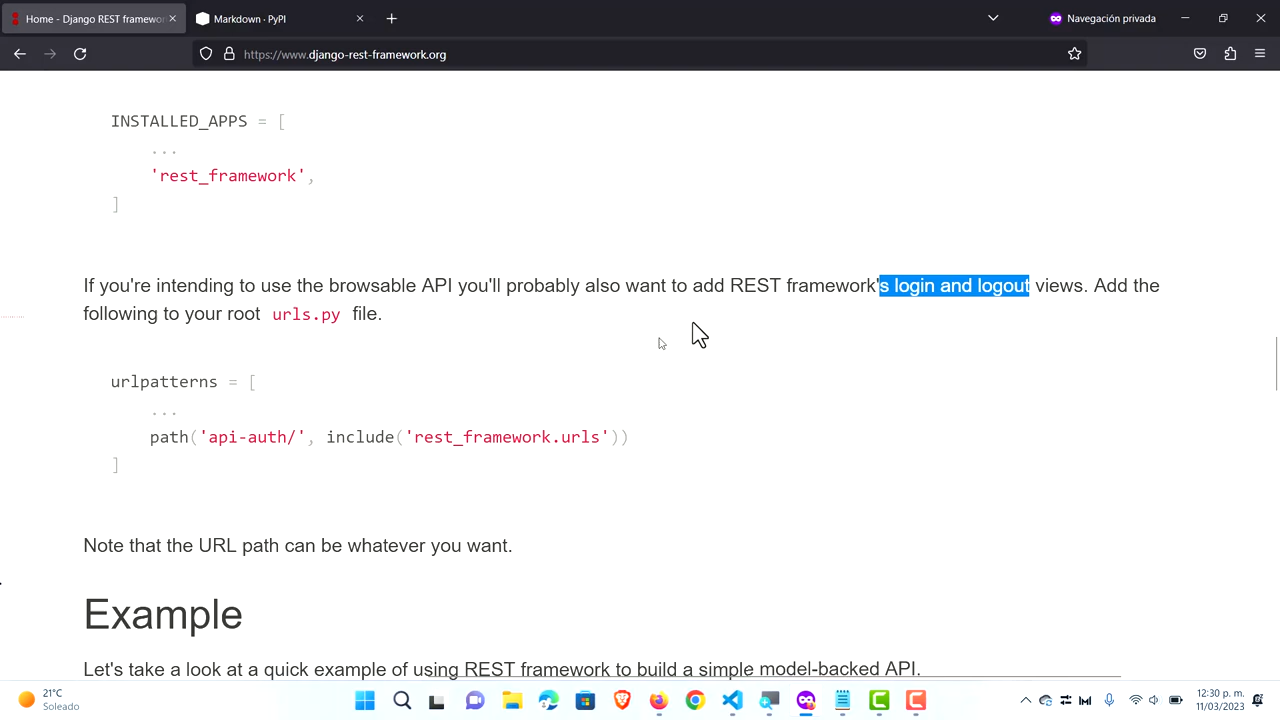 Home - Django REST framewor
Markdown · PyPI
Navegación privada
https://www.django-rest-framework.org
INSTALLED_APPS = [
...
'rest_framework',
]
If you're intending to use the browsable API you'll probably also want to add REST framework's login and logout views. Add the
following to your root urls.py file.
urlpatterns = [
...
path('api-auth/', include('rest_framework.urls'))
]
Note that the URL path can be whatever you want.
Example
Let's take a look at a quick example of using REST framework to build a simple model-backed API.
21°C
Soleado
12:30 p. m.
11/03/2023